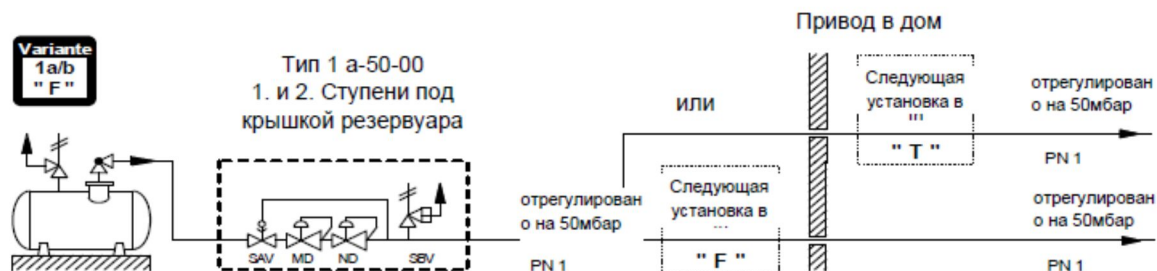 Привод в дом
Variante
1a/b
" F "
Тип 1 а-50-00
1. и 2. Ступени под
крышкой резервуара
или
Следующая
установка в
"'
" T "
отрегулирован
о на 50мбар
PN 1
SAV MD ND SBV
отрегулирован
о на 50мбар
PN 1
Следующая
установка в
" F "
отрегулирован
о на 50мбар
PN 1